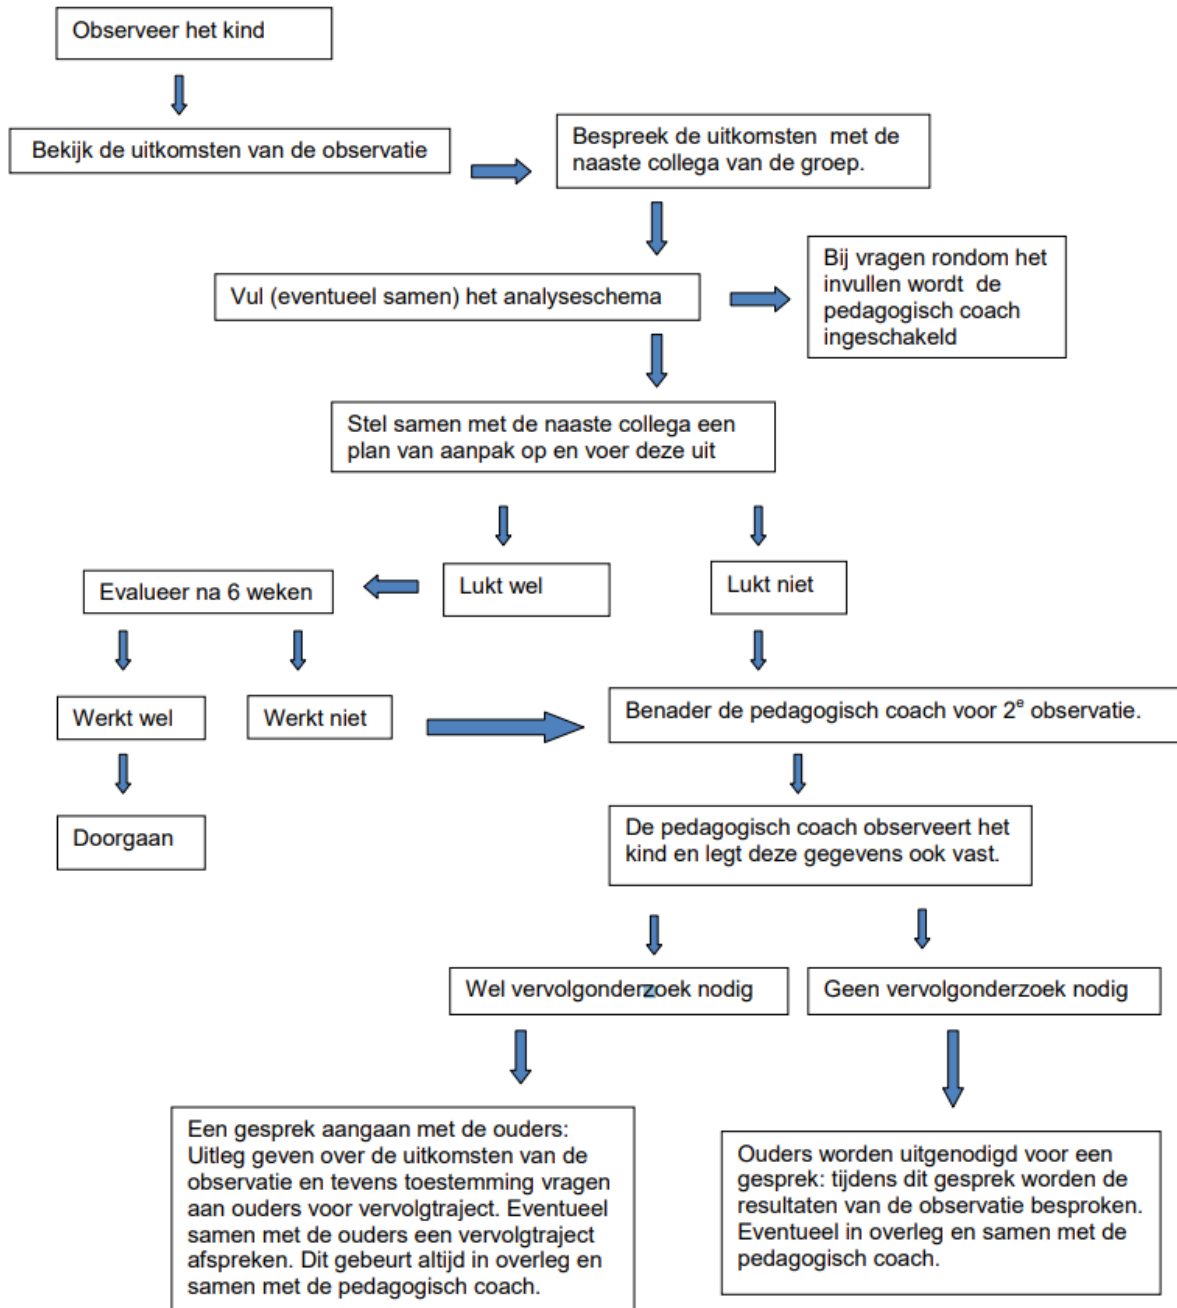 Observeer het kind
Bekijk de uitkomsten van de observatie
Bespreek de uitkomsten met de
naaste collega van de groep.
Vul (eventueel samen) het analyseschema
Bij vragen rondom het
invullen wordt de
pedagogisch coach
ingeschakeld
Stel samen met de naaste collega een
plan van aanpak op en voer deze uit
Evalueer na 6 weken
Lukt wel
Lukt niet
Werkt wel
Werkt niet
Benader de pedagogisch coach voor 2e observatie.
Doorgaan
De pedagogisch coach observeert het
kind en legt deze gegevens ook vast.
Wel vervolgonderzoek nodig
Geen vervolgonderzoek nodig
Een gesprek aangaan met de ouders:
Uitleg geven over de uitkomsten van de
observatie en tevens toestemming vragen
aan ouders voor vervolgtraject. Eventueel
samen met de ouders een vervolgtraject
afspreken. Dit gebeurt altijd in overleg en
samen met de pedagogisch coach.
Ouders worden uitgenodigd voor een
gesprek: tijdens dit gesprek worden de
resultaten van de observatie besproken.
Eventueel in overleg en samen met de
pedagogisch coach.